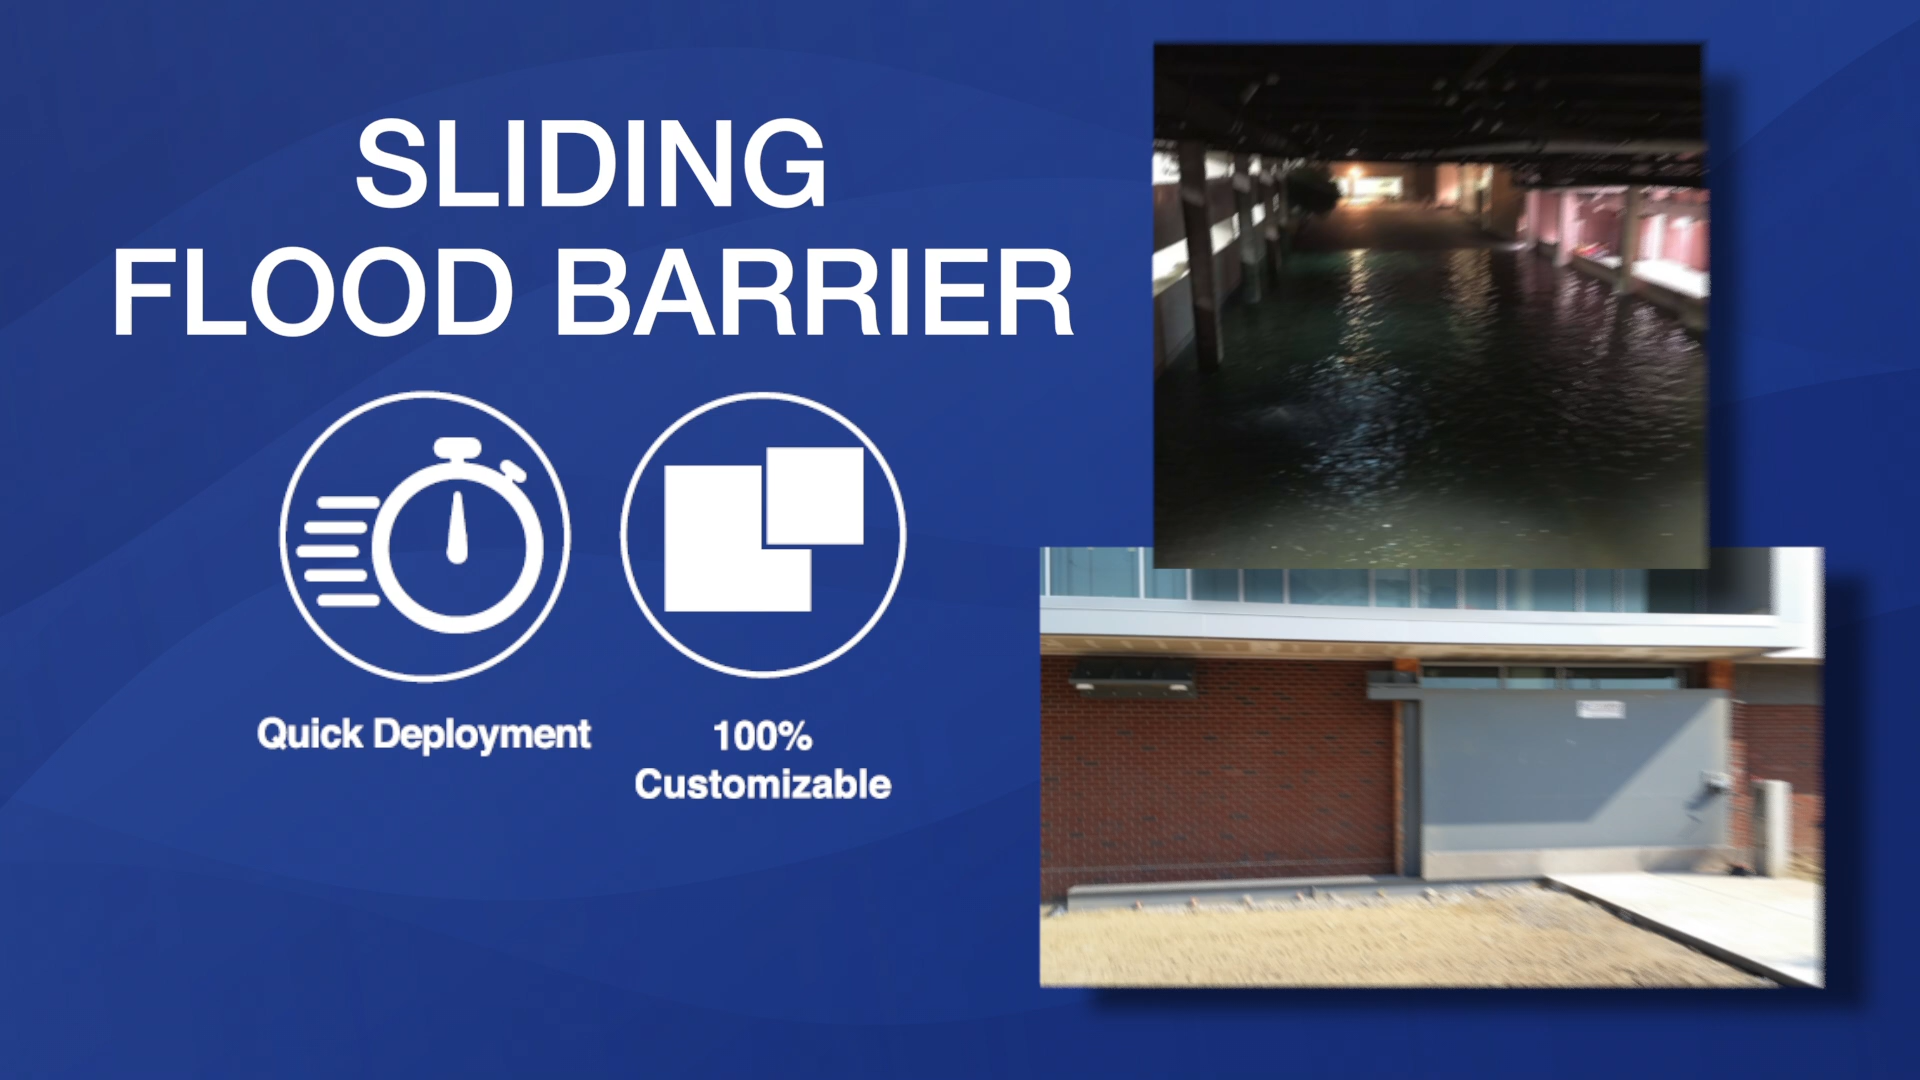 SLIDING
FLOOD BARRIER
Quick Deployment
100%
Customizable